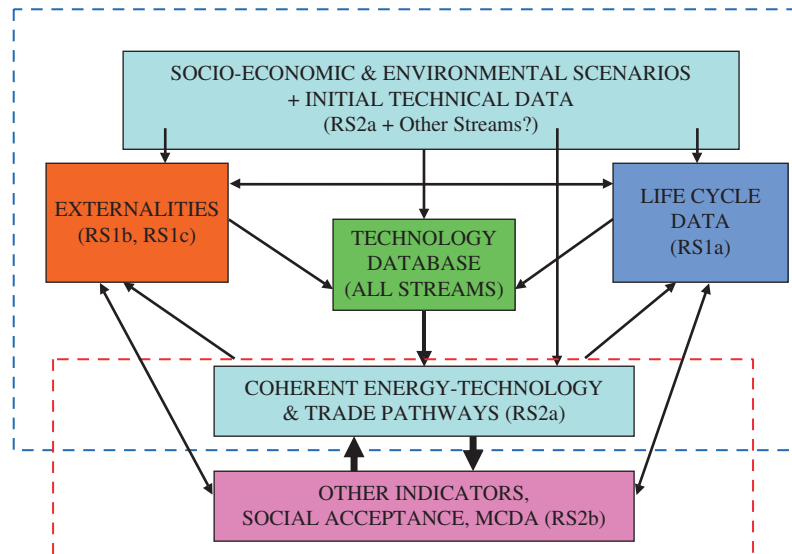 SOCIO-ECONOMIC & ENVIRONMENTAL SCENARIOS
+ INITIAL TECHNICAL DATA
(RS2a + Other Streams?)
EXTERNALITIES
(RS1b, RS1c)
TECHNOLOGY
DATABASE
(ALL STREAMS)
LIFE CYCLE
DATA
(RS1a)
COHERENT ENERGY-TECHNOLOGY
& TRADE PATHWAYS (RS2a)
OTHER INDICATORS,
SOCIAL ACCEPTANCE, MCDA (RS2b)